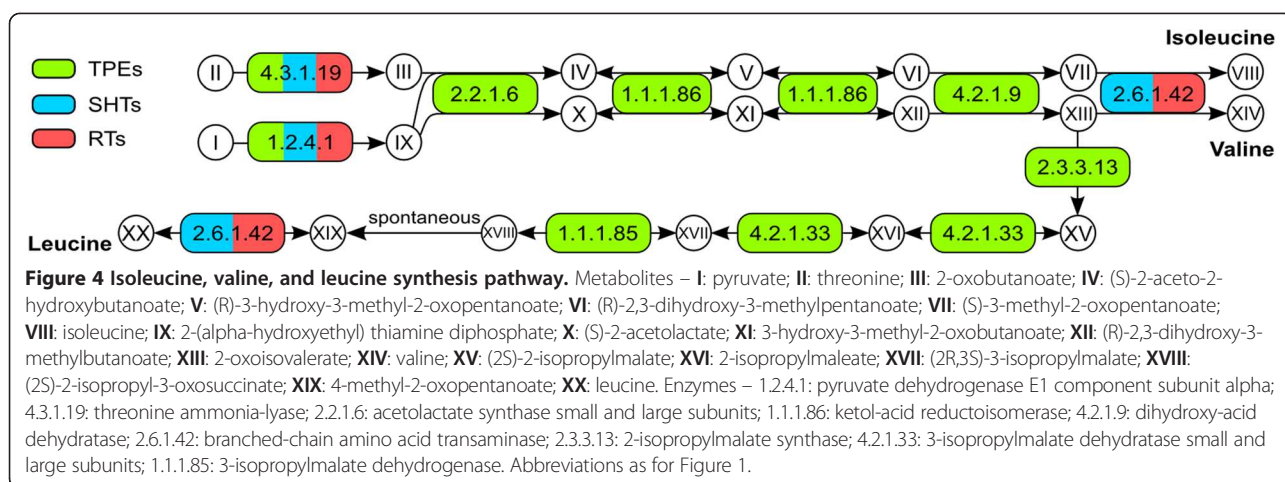 TPEs
SHTs
RTs
Isoleucine
II 4.3.1.19 III IV V VI VII VIII
2.2.1.6 1.1.1.86 1.1.1.86 4.2.1.9 2.6.1.42
I 1.2.4.1 IX X XI XII XIII XIV
Valine
2.3.3.13
Leucine XX 2.6.1.42 XIX spontaneous XVIII 1.1.1.85 XVII 4.2.1.33 XVI 4.2.1.33 XV
Figure 4 Isoleucine, valine, and leucine synthesis pathway. Metabolites – I: pyruvate; II: threonine; III: 2-oxobutanoate; IV: (S)-2-aceto-2-
hydroxybutanoate; V: (R)-3-hydroxy-3-methyl-2-oxopentanoate; VI: (R)-2,3-dihydroxy-3-methylpentanoate; VII: (S)-3-methyl-2-oxopentanoate;
VIII: isoleucine; IX: 2-(alpha-hydroxyethyl) thiamine diphosphate; X: (S)-2-acetolactate; XI: 3-hydroxy-3-methyl-2-oxobutanoate; XII: (R)-2,3-dihydroxy-3-
methylbutanoate; XIII: 2-oxoisovalerate; XIV: valine; XV: (2S)-2-isopropylmalate; XVI: 2-isopropylmaleate; XVII: (2R,3S)-3-isopropylmalate; XVIII:
(2S)-2-isopropyl-3-oxosuccinate; XIX: 4-methyl-2-oxopentanoate; XX: leucine. Enzymes – 1.2.4.1: pyruvate dehydrogenase E1 component subunit alpha;
4.3.1.19: threonine ammonia-lyase; 2.2.1.6: acetolactate synthase small and large subunits; 1.1.1.86: ketol-acid reductoisomerase; 4.2.1.9: dihydroxy-acid
dehydratase; 2.6.1.42: branched-chain amino acid transaminase; 2.3.3.13: 2-isopropylmalate synthase; 4.2.1.33: 3-isopropylmalate dehydratase small and
large subunits; 1.1.1.85: 3-isopropylmalate dehydrogenase. Abbreviations as for Figure 1.